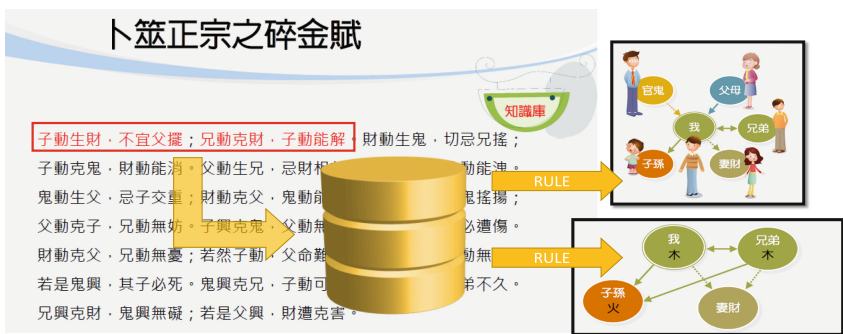 卜筮正宗之碎金賦
知識庫
子動生財，不宜父擺；兄動克財，子動能解，財動生鬼，切忌兄搖；
子動克鬼，財動能消。父動生兄，忌財相 動能洩。
鬼動生父，忌子交重；財動克父，鬼動能 鬼搖揚；
父動克子，兄動無妨。子興克鬼，父動無 必遭傷。
財動克父，兄動無憂；若然子動，父命難 動無
若是鬼興，其子必死。鬼興克兄，子動可 弟不久。
兄興克財，鬼興無礙；若是父興，財遭克害。
RULE
RULE
官鬼
父母
我
兄弟
子孫
妻財
我
木
兄弟
木
子孫
火
妻財